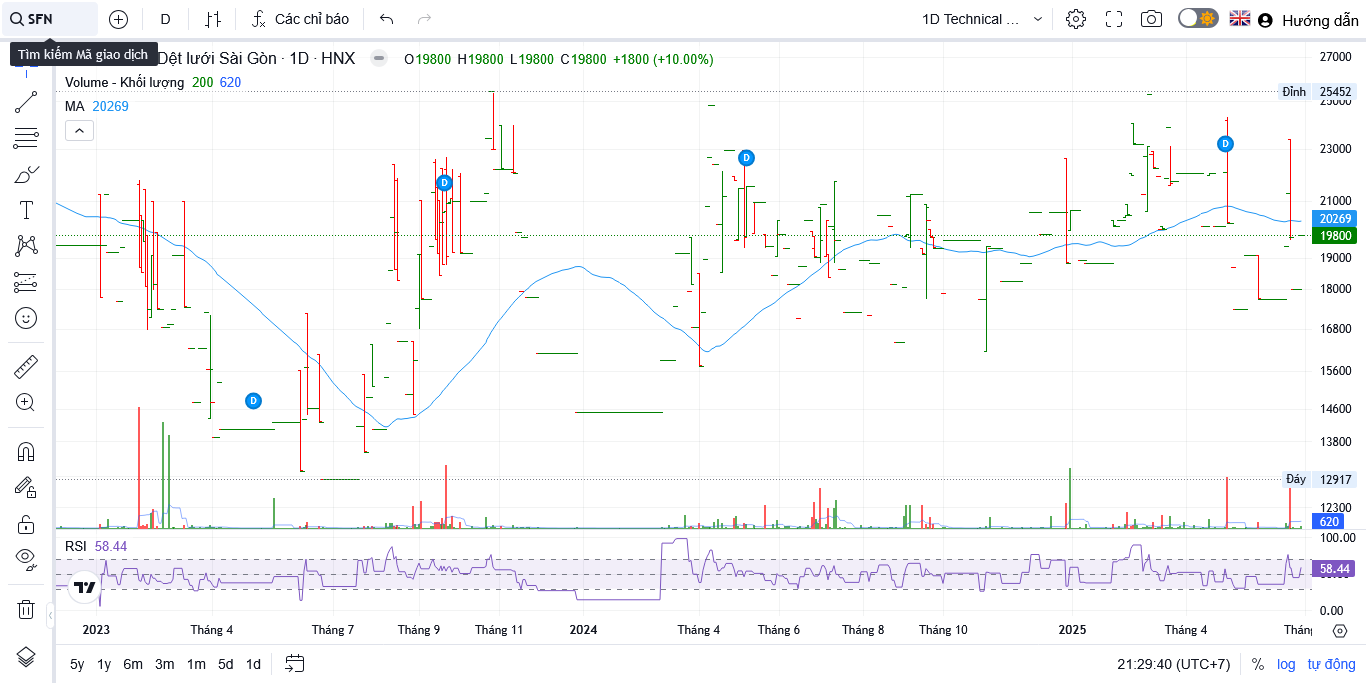 SFN
D
Các chỉ báo
1D Technical ...
Hướng dẫn
Tìm kiếm Mã giao dịch
Dệt lưới Sài Gòn · 1D · HNX
O19800 H19800 L19800 C19800 +1800 (+10.00%)
Volume - Khối lượng 200 620
MA 20269
27000
Đỉnh 25452
25000
23000
21000
20269
19800
19000
18000
16800
15600
14600
13800
Đáy 12917
12300
620
D
D
D
D
RSI 58.44
100.00
58.44
0.00
2023 Tháng 4 Tháng 7 Tháng 9 Tháng 11 2024 Tháng 4 Tháng 6 Tháng 8 Tháng 10 2025 Tháng 4
5y 1y 6m 3m 1m 5d 1d
21:29:40 (UTC+7) % log tự động